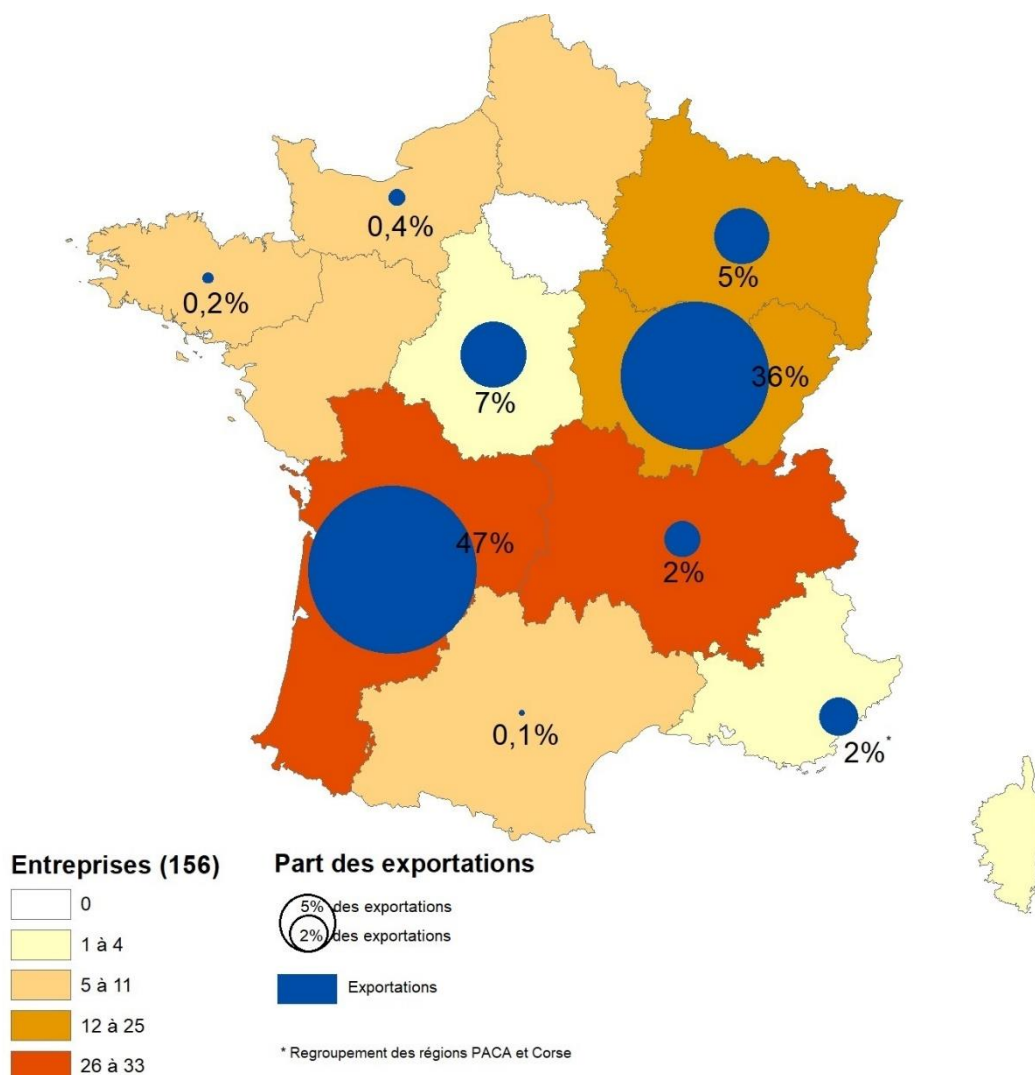 0,4%
5%
0,2%
36%
7%
47%
2%
0,1%
2%*
Entreprises (156)
0
1 à 4
5 à 11
12 à 25
26 à 33
Part des exportations
5% des exportations
2% des exportations
Exportations
* Regroupement des régions PACA et Corse